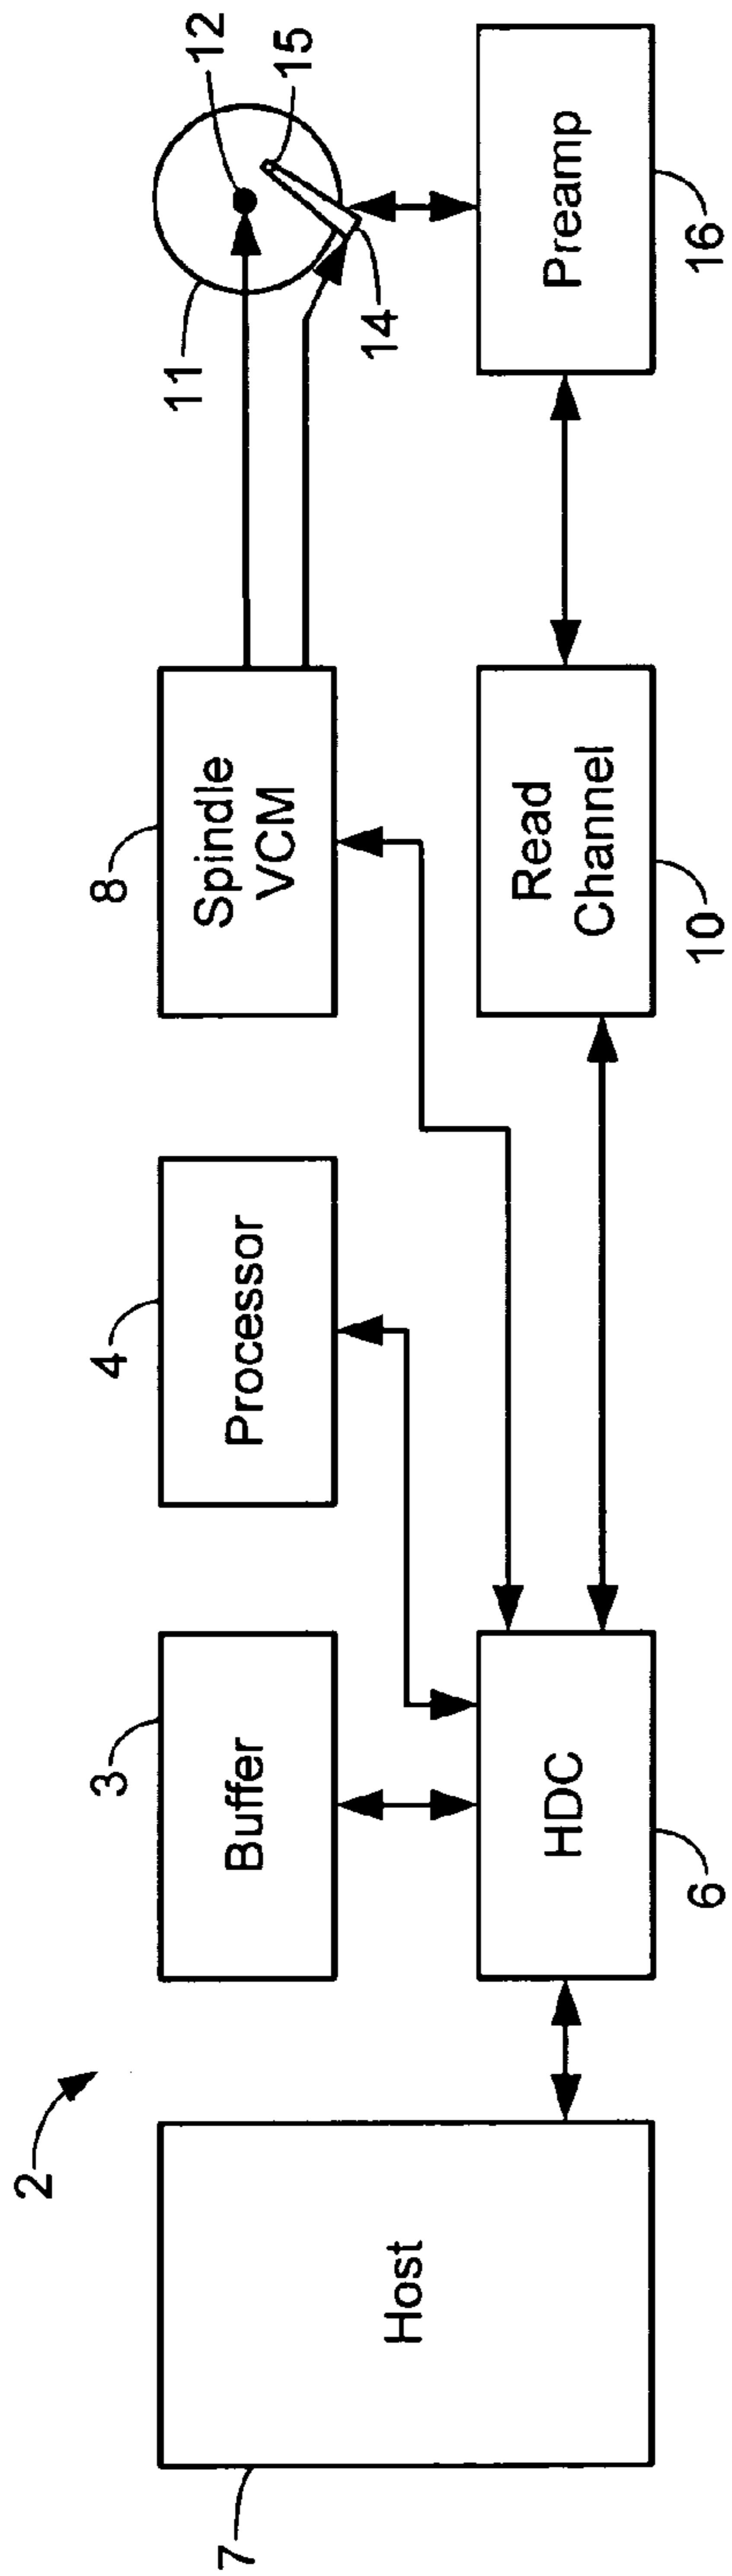 2
3
4
8
11
12
15
14
Buffer
Processor
Spindle
VCM
Host
7
HDC
6
Read
Channel
10
Preamp
16